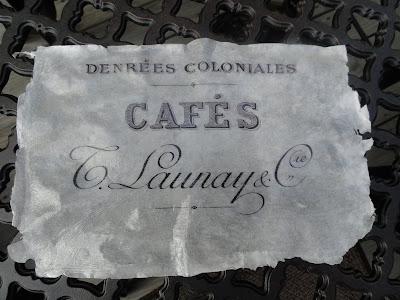 DENRÉES COLONIALES
CAFÉS
T. Launay & Cie